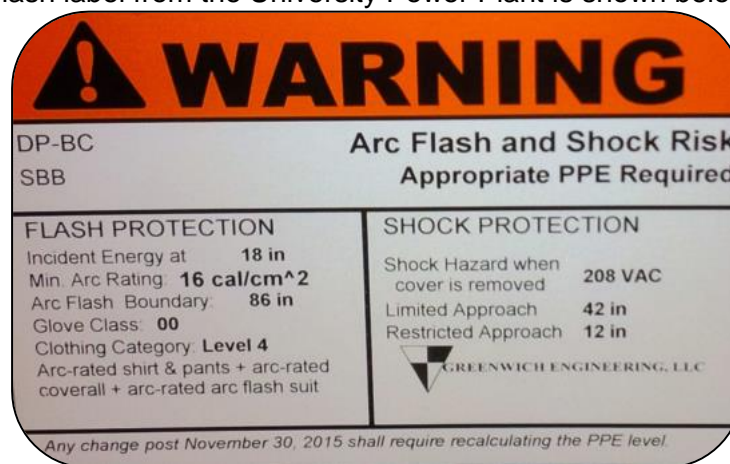 lash label from the University Power Plant is shown
WARNING
DP-BC
SBB
Arc Flash and Shock Risk
Appropriate PPE Required
FLASH PROTECTION
Incident Energy at 18 in
Min. Arc Rating: 16 cal/cm^2
Arc Flash Boundary: 86 in
Glove Class: 00
Clothing Category: Level 4
Arc-rated shirt & pants + arc-rated
coverall + arc-rated arc flash suit
SHOCK PROTECTION
Shock Hazard when
cover is removed 208 VAC
Limited Approach 42 in
Restricted Approach 12 in
GREENWICH ENGINEERING, LLC
Any change post November 30, 2015 shall require recalculating the PPE level.